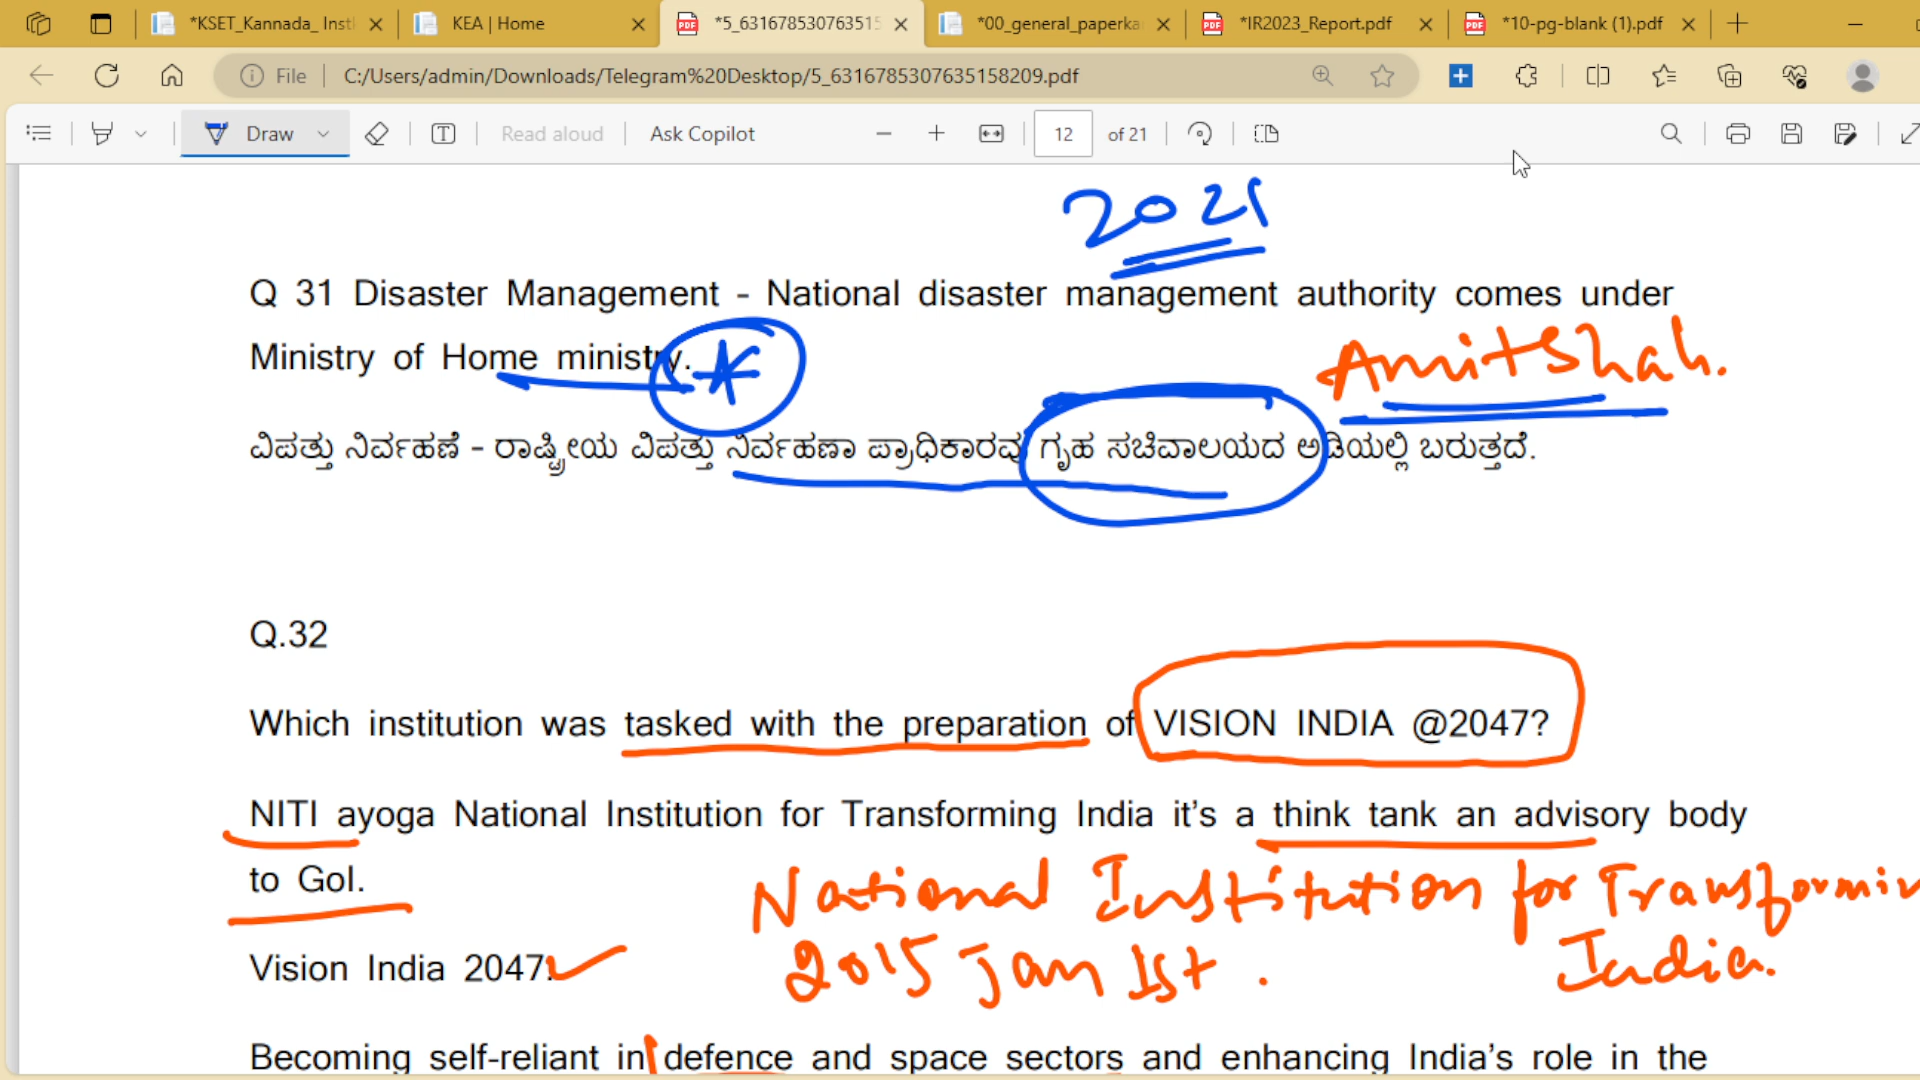 *KSET_Kannada_ Insti
KEA | Home
*5_631678530763515
*00_general_paperka
*IR2023_Report.pdf
*10-pg-blank (1).pdf
File
C:/Users/admin/Downloads/Telegram%20Desktop/5_6316785307635158209.pdf
Draw
Read aloud
Ask Copilot
12 of 21
2021
Q 31 Disaster Management - National disaster management authority comes under
Ministry of Home ministry.
Amit Shah.
ವಿಪತ್ತು ನಿರ್ವಹಣೆ - ರಾಷ್ಟ್ರೀಯ ವಿಪತ್ತು ನಿರ್ವಹಣಾ ಪ್ರಾಧಿಕಾರವು ಗೃಹ ಸಚಿವಾಲಯದ ಅಡಿಯಲ್ಲಿ ಬರುತ್ತದೆ.
Q.32
Which institution was tasked with the preparation of VISION INDIA @2047?
NITI ayoga National Institution for Transforming India it's a think tank an advisory body
to GoI.
National Institution for Transformin
India.
2015 Jan 1st.
Vision India 2047.
Becoming self-reliant in defence and space sectors and enhancing India's role in the